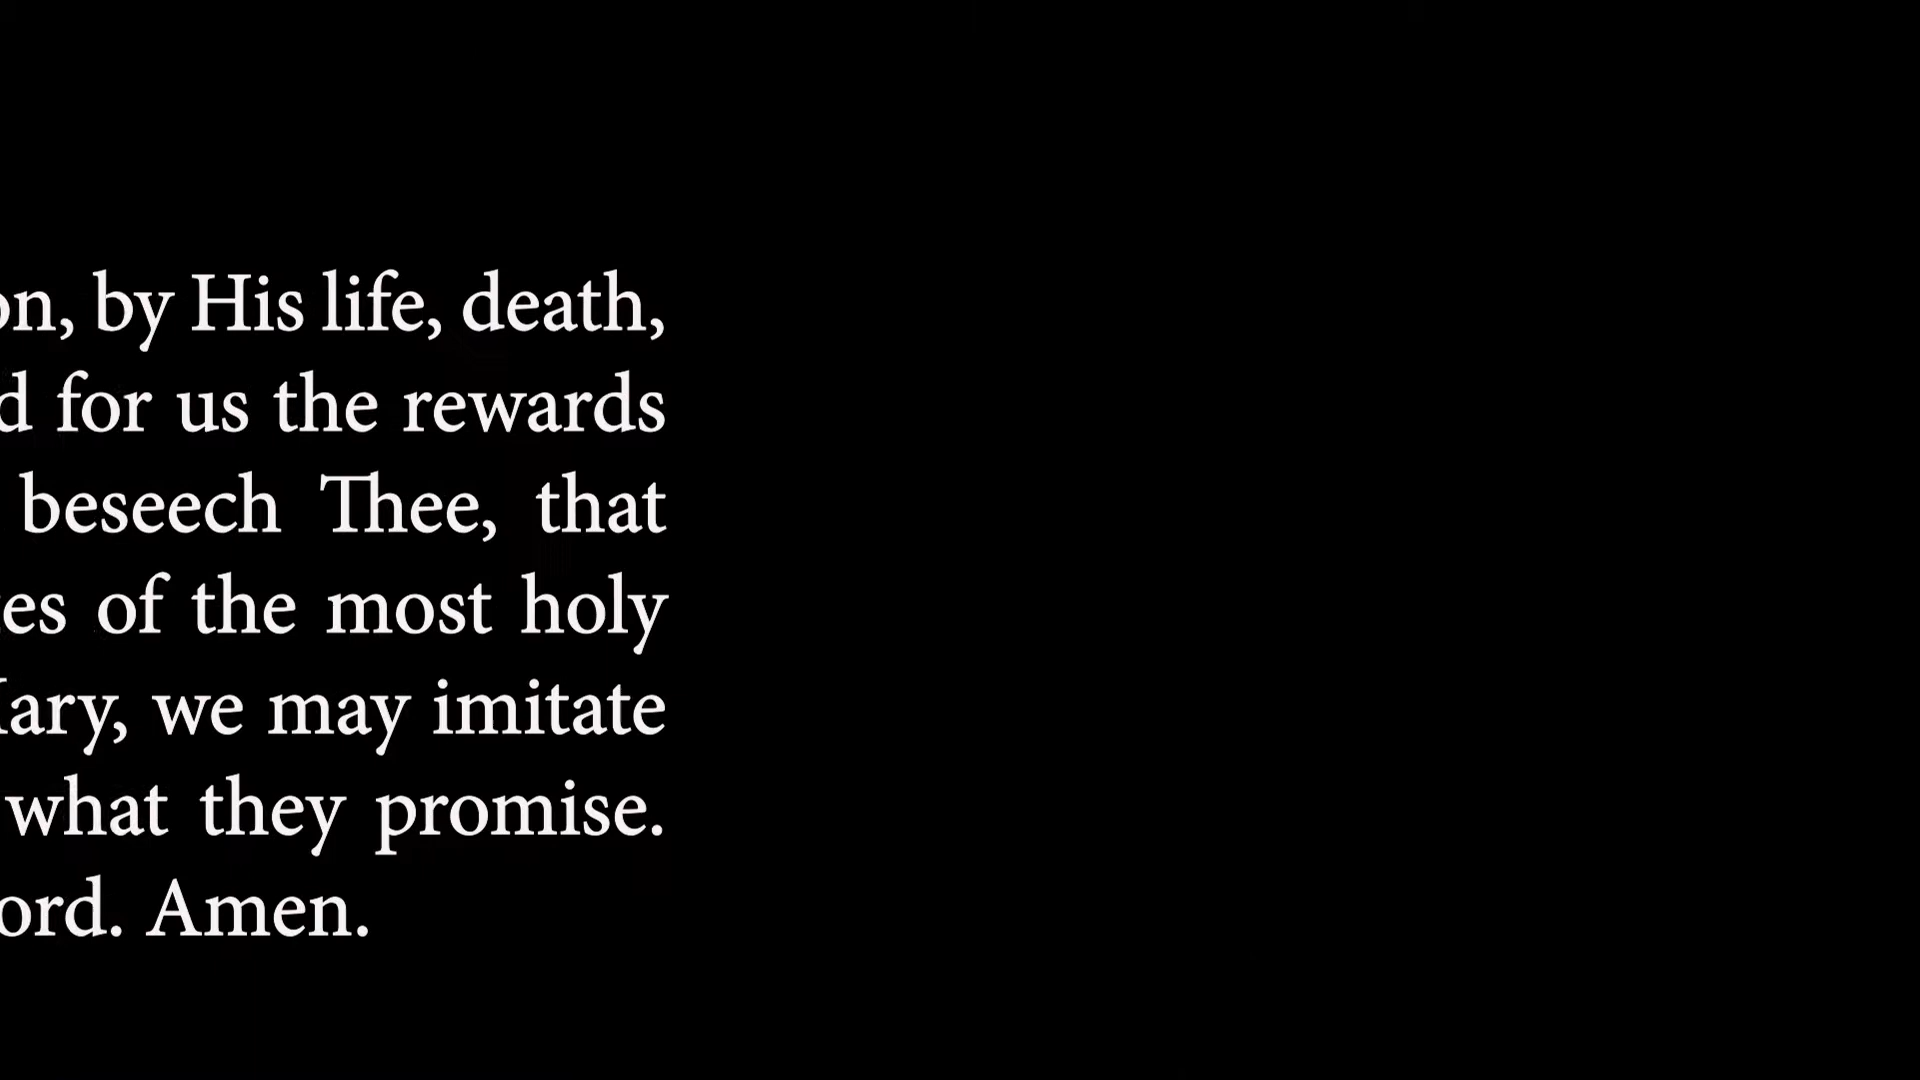 on, by His life, death,
d for us the rewards
beseech Thee, that
es of the most holy
ary, we may imitate
what they promise.
ord. Amen.